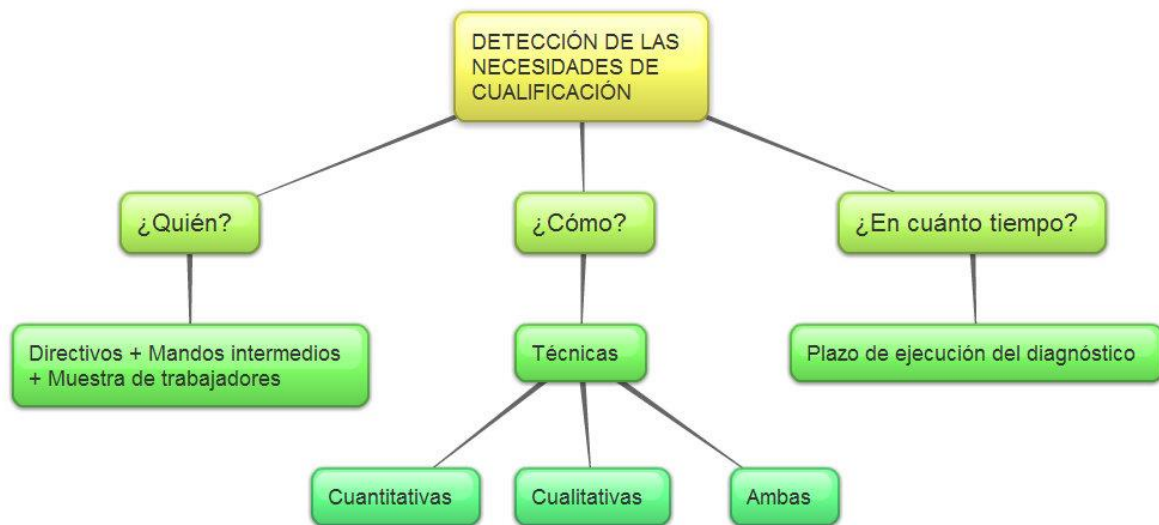 DETECCIÓN DE LAS
NECESIDADES DE
CUALIFICACIÓN
¿Quién?
¿Cómo?
¿En cuánto tiempo?
Directivos + Mandos intermedios
+ Muestra de trabajadores
Técnicas
Plazo de ejecución del diagnóstico
Cuantitativas
Cualitativas
Ambas